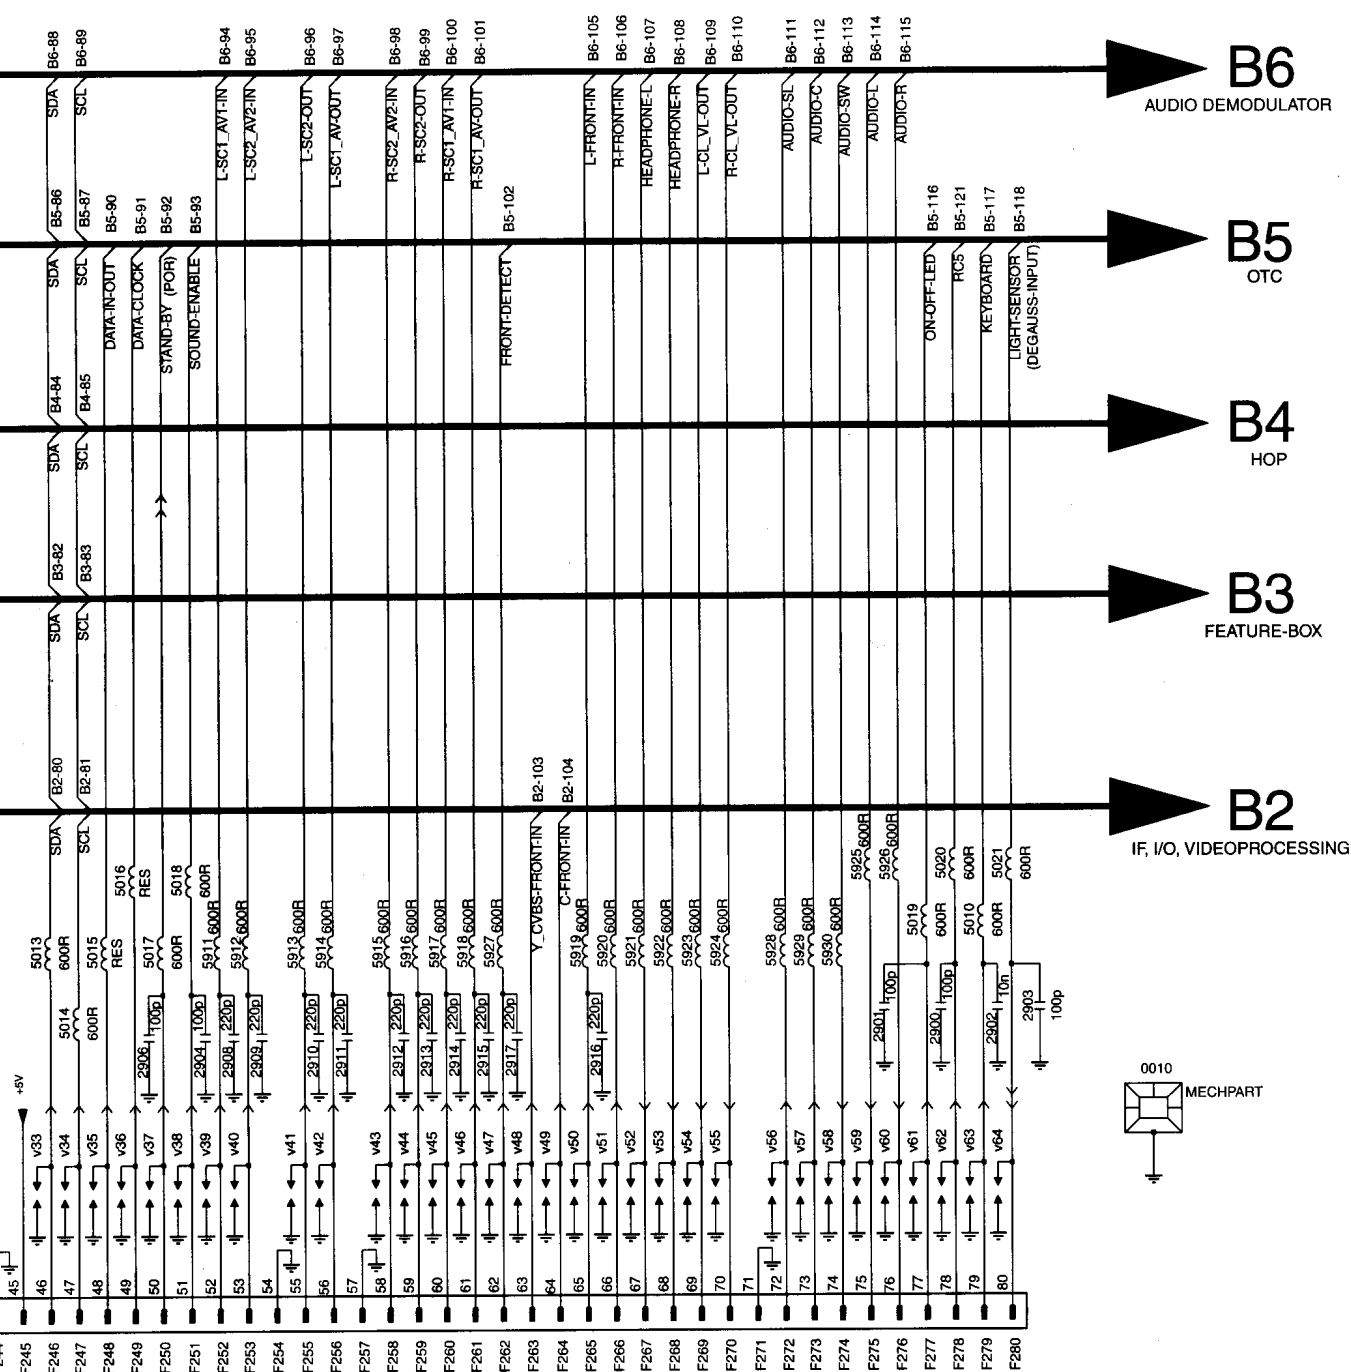 B6-88
B6-89
B6-94
B6-95
B6-96
B6-97
B6-98
B6-99
B6-100
B6-101
B6-105
B6-106
B6-107
B6-108
B6-109
B6-110
B6-111
B6-112
B6-113
B6-114
B6-115
B6
AUDIO DEMODULATOR
SDA
SCL
L-SC1_AV1-IN
L-SC2_AV2-IN
L-SC2-OUT
L-SC1_AV-OUT
R-SC2_AV2-IN
R-SC2-OUT
R-SC1_AV1-IN
R-SC1_AV-OUT
L-FRONT-IN
R-FRONT-IN
HEADPHONE-L
HEADPHONE-R
L-CL_VL-OUT
R-CL_VL-OUT
AUDIO-SL
AUDIO-C
AUDIO-SW
AUDIO-L
AUDIO-R
B5-86
B5-87
B5-90
B5-91
B5-92
B5-93
B5-102
B5-116
B5-121
B5-117
B5-118
B5
OTC
SDA
SCL
DATA-IN-OUT
DATA-CLOCK
STAND-BY (POR)
SOUND-ENABLE
FRONT-DETECT
ON-OFF-LED
RC5
KEYBOARD
LIGHT-SENSOR
(DEGAUSS-INPUT)
B4-84
B4-85
B4
HOP
SDA
SCL
B3-82
B3-83
B3
FEATURE-BOX
SDA
SCL
B2-80
B2-81
B2-103
B2-104
B2
IF, I/O, VIDEOPROCESSING
SDA
SCL
Y_CVBS-FRONT-IN
C-FRONT-IN
5013
600R
5014
600R
5015
RES
5016
RES
5017
600R
5018
600R
5911 600R
5912 600R
5913 600R
5914 600R
5915 600R
5916 600R
5917 600R
5918 600R
5927 600R
5919 600R
5920 600R
5921 600R
5922 600R
5923 600R
5924 600R
5928 600R
5929 600R
5930 600R
5925 600R
5926 600R
5019
600R
5020
600R
5010
600R
5021
600R
2906 100p
2904 100p
2908 220p
2909 220p
2910 220p
2911 220p
2912 220p
2913 220p
2914 220p
2915 220p
2917 220p
2916 220p
2901 100p
2900 100p
2902 10n
2903
100p
0010
MECHPART
+5V
v33
v34
v35
v36
v37
v38
v39
v40
v41
v42
v43
v44
v45
v46
v47
v48
v49
v50
v51
v52
v53
v54
v55
v56
v57
v58
v59
v60
v61
v62
v63
v64
45
46
47
48
49
50
51
52
53
54
55
56
57
58
59
60
61
62
63
64
65
66
67
68
69
70
71
72
73
74
75
76
77
78
79
80
F245
F246
F247
F248
F249
F250
F251
F252
F253
F254
F255
F256
F257
F258
F259
F260
F261
F262
F263
F264
F265
F266
F267
F268
F269
F270
F271
F272
F273
F274
F275
F276
F277
F278
F279
F280